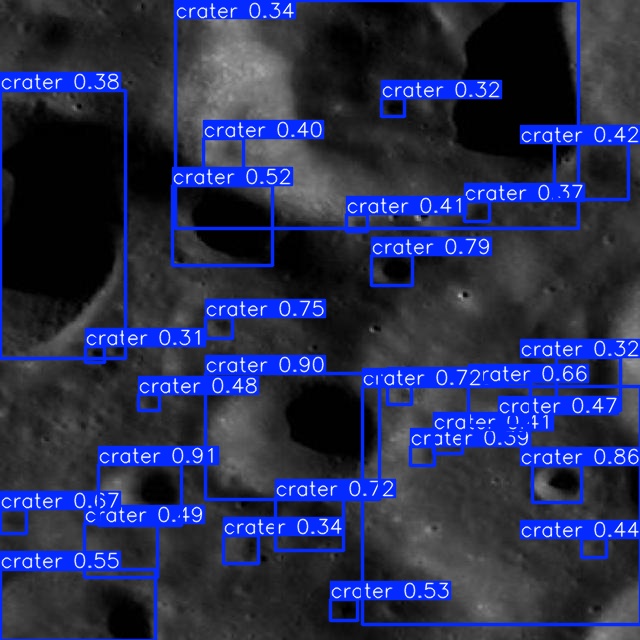 crater 0.34
crater 0.38
crater 0.32
crater 0.40
crater 0.42
crater 0.52
crater 0.37
crater 0.41
crater 0.79
crater 0.75
crater 0.31
crater 0.32
crater 0.90
crater 0.72
crater 0.66
crater 0.48
crater 0.47
crater 0.41
crater 0.39
crater 0.91
crater 0.86
crater 0.72
crater 0.67
crater 0.49
crater 0.34
crater 0.44
crater 0.55
crater 0.53